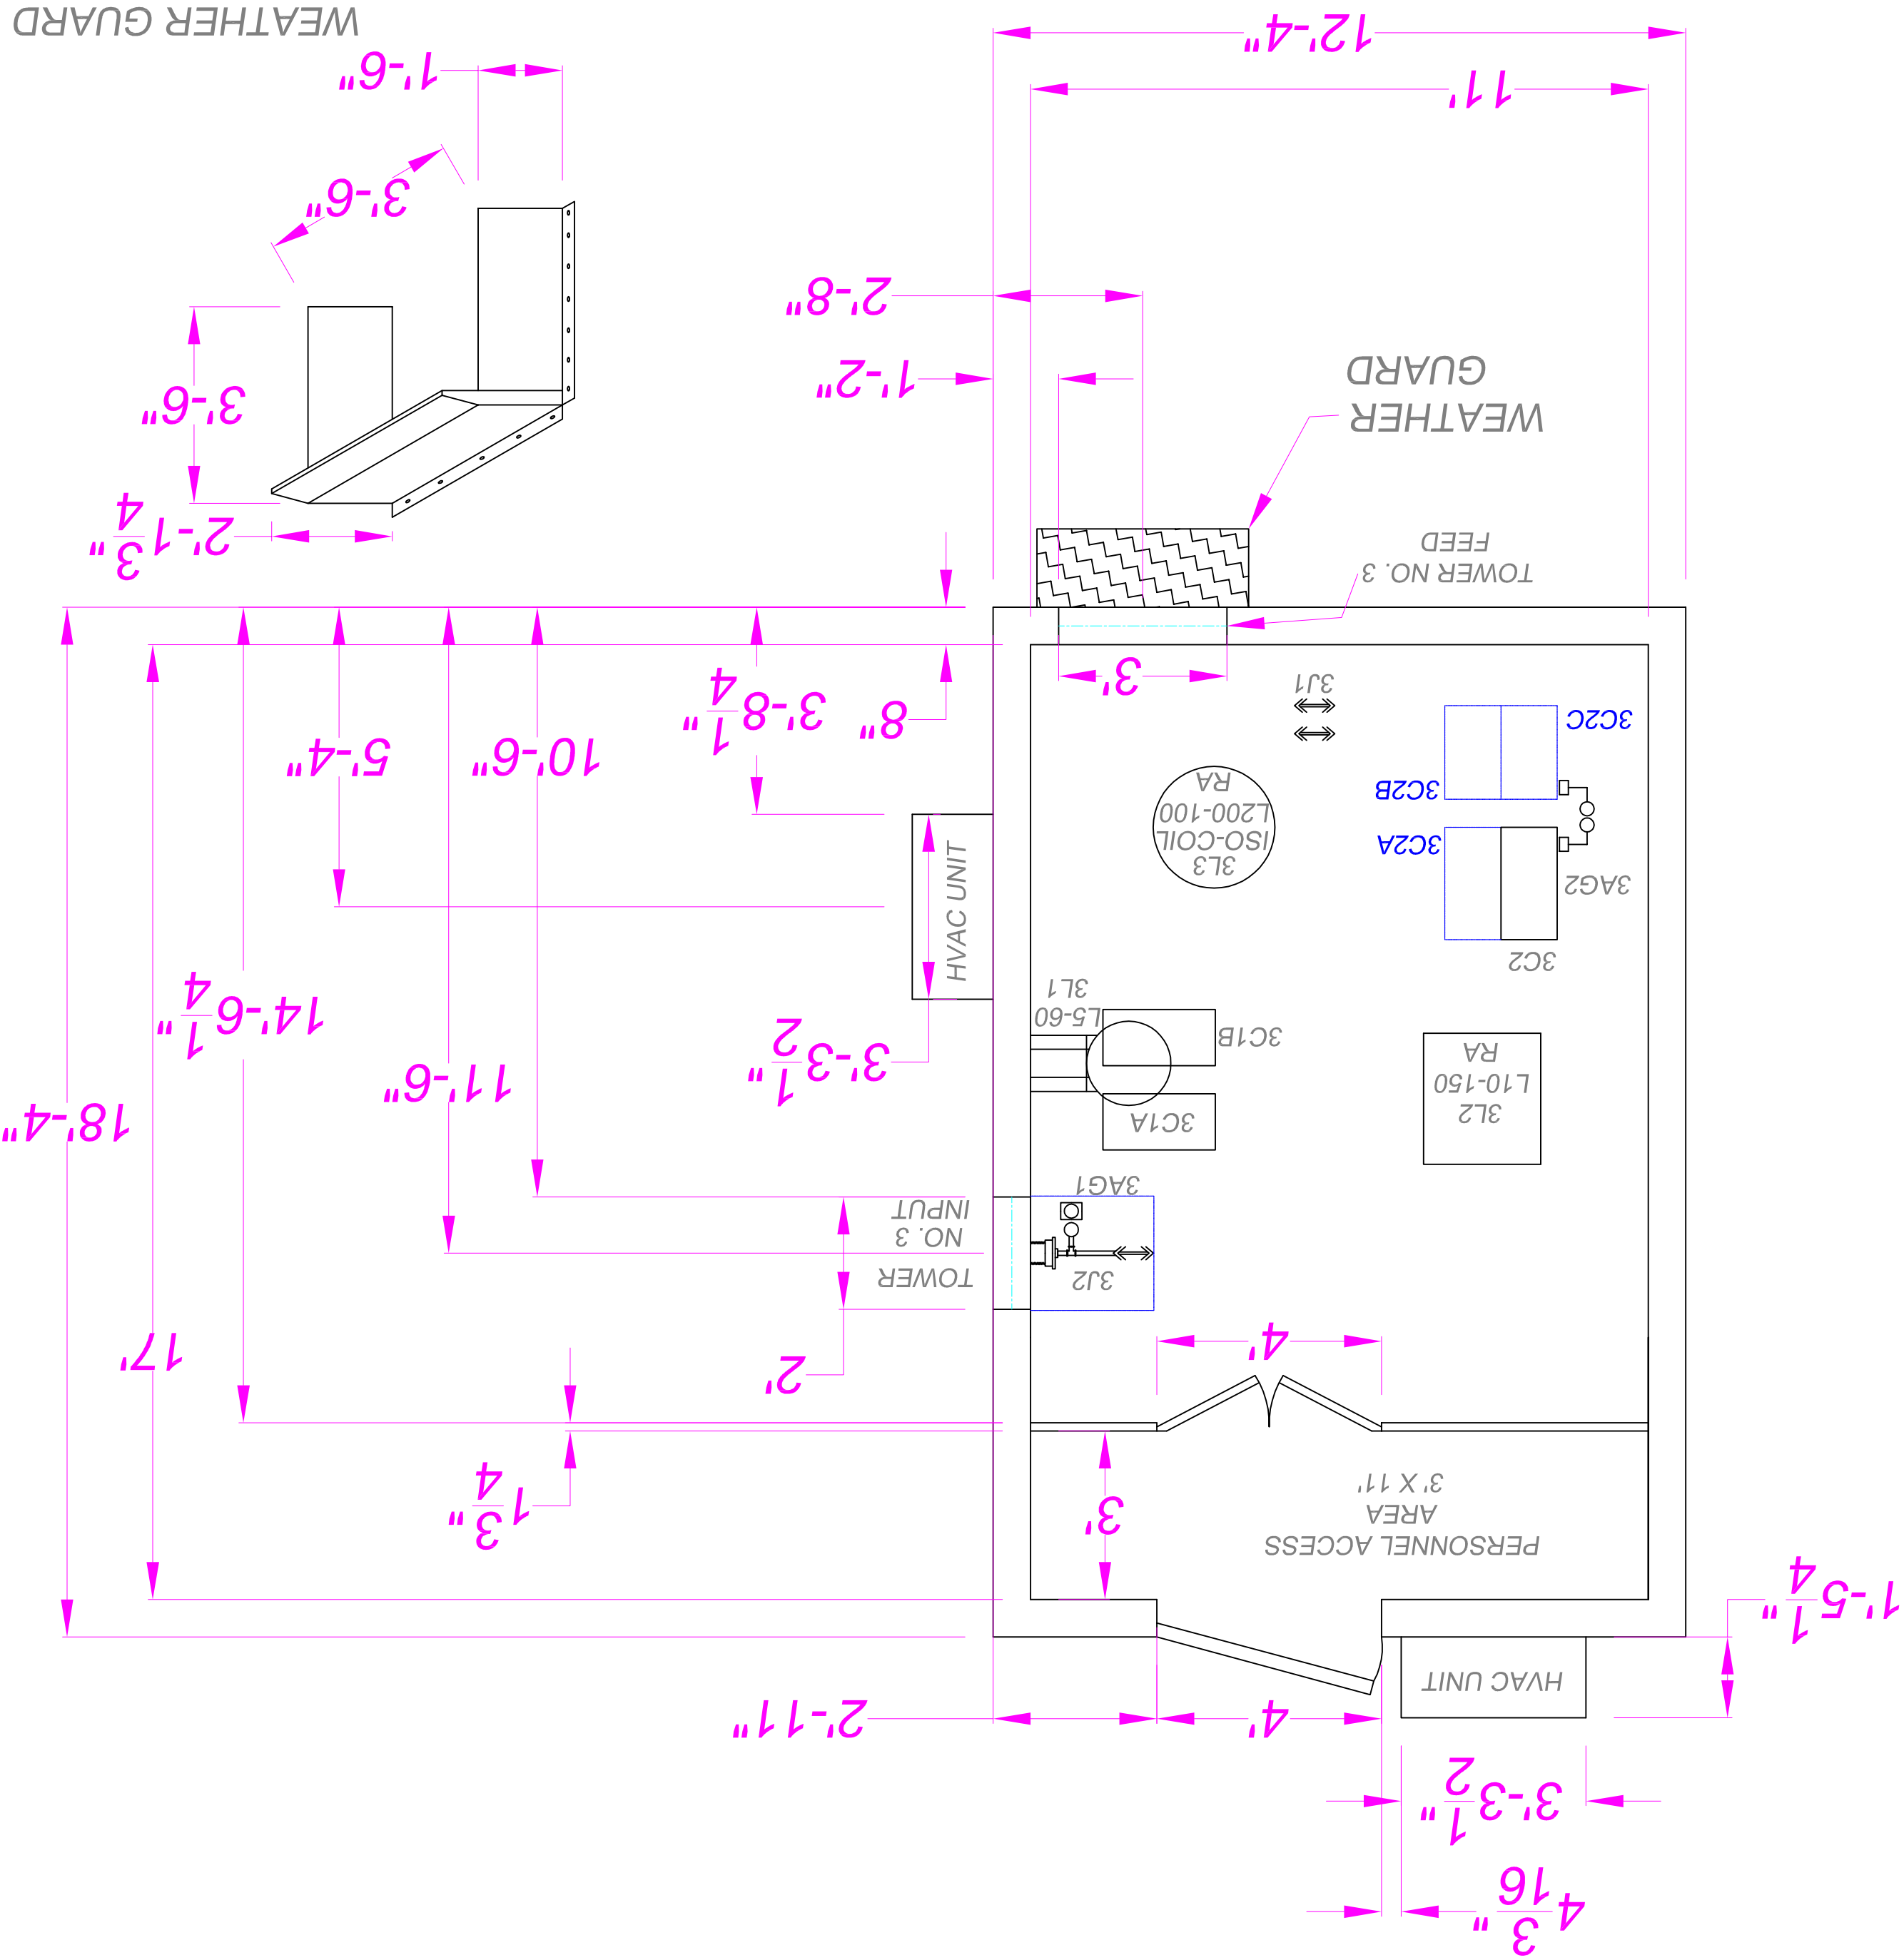 4 3/16"
3'-3 1/2"
4'
2'-11"
HVAC UNIT
1'-5 1/4"
PERSONNEL ACCESS
AREA
3' X 11'
3'
1 3/4"
4'
2'
17'
3J2
TOWER
NO. 3
INPUT
3AG1
3L2
L10-150
RA
3C1A
3C1B
L5-60
3L1
3'-3 1/2"
11'-6"
18'-4"
14'-6 1/4"
3C2
HVAC UNIT
3AG2
3C2A
3C2B
3C2C
3L3
ISO-COIL
L200-100
RA
3J1
10'-6"
5'-4"
3'-8 1/4"
8"
3'
TOWER NO. 3
FEED
2'-1 3/4"
WEATHER
GUARD
1'-2"
3'-6"
2'-8"
3'-6"
11'
1'-6"
12'-4"
WEATHER GUARD